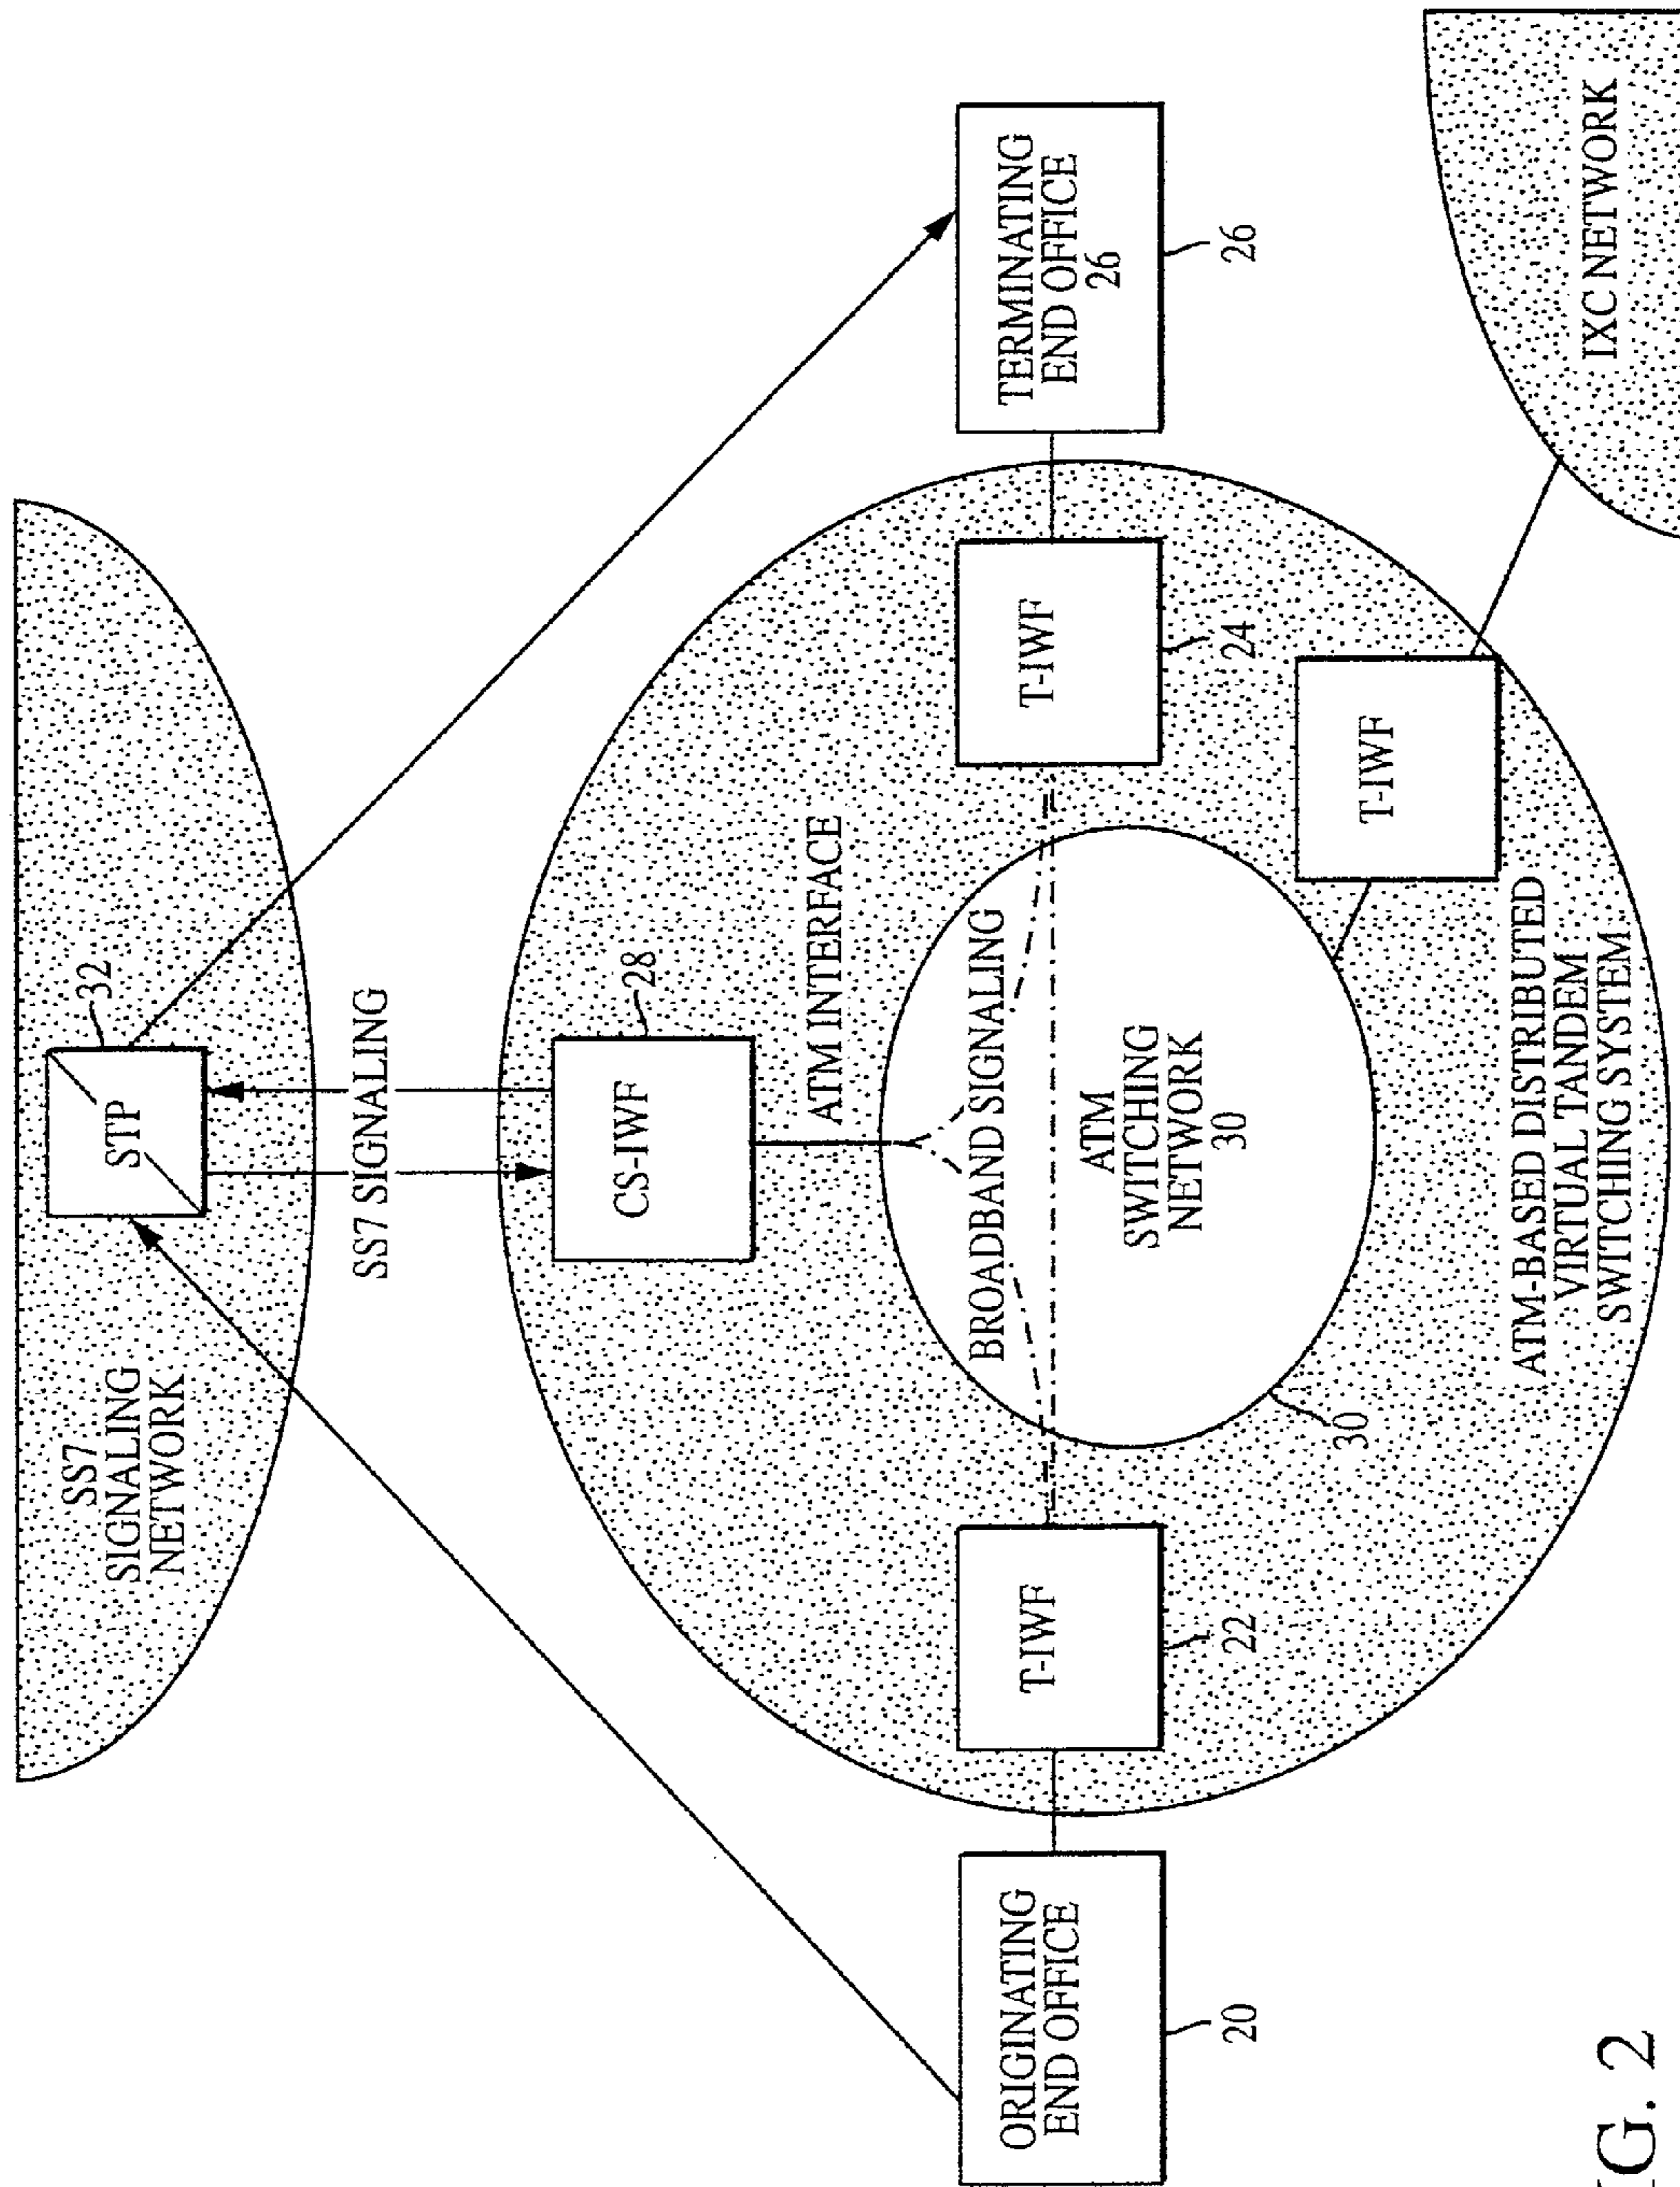 SS7
SIGNALING
NETWORK
STP
32
SS7 SIGNALING
CS-IWF
28
ATM INTERFACE
BROADBAND SIGNALING
ORIGINATING
END OFFICE
20
T-IWF
22
ATM
SWITCHING
NETWORK
30
30
T-IWF
24
TERMINATING
END OFFICE
26
26
T-IWF
ATM-BASED DISTRIBUTED
VIRTUAL TANDEM
SWITCHING SYSTEM
IXC NETWORK
IG. 2